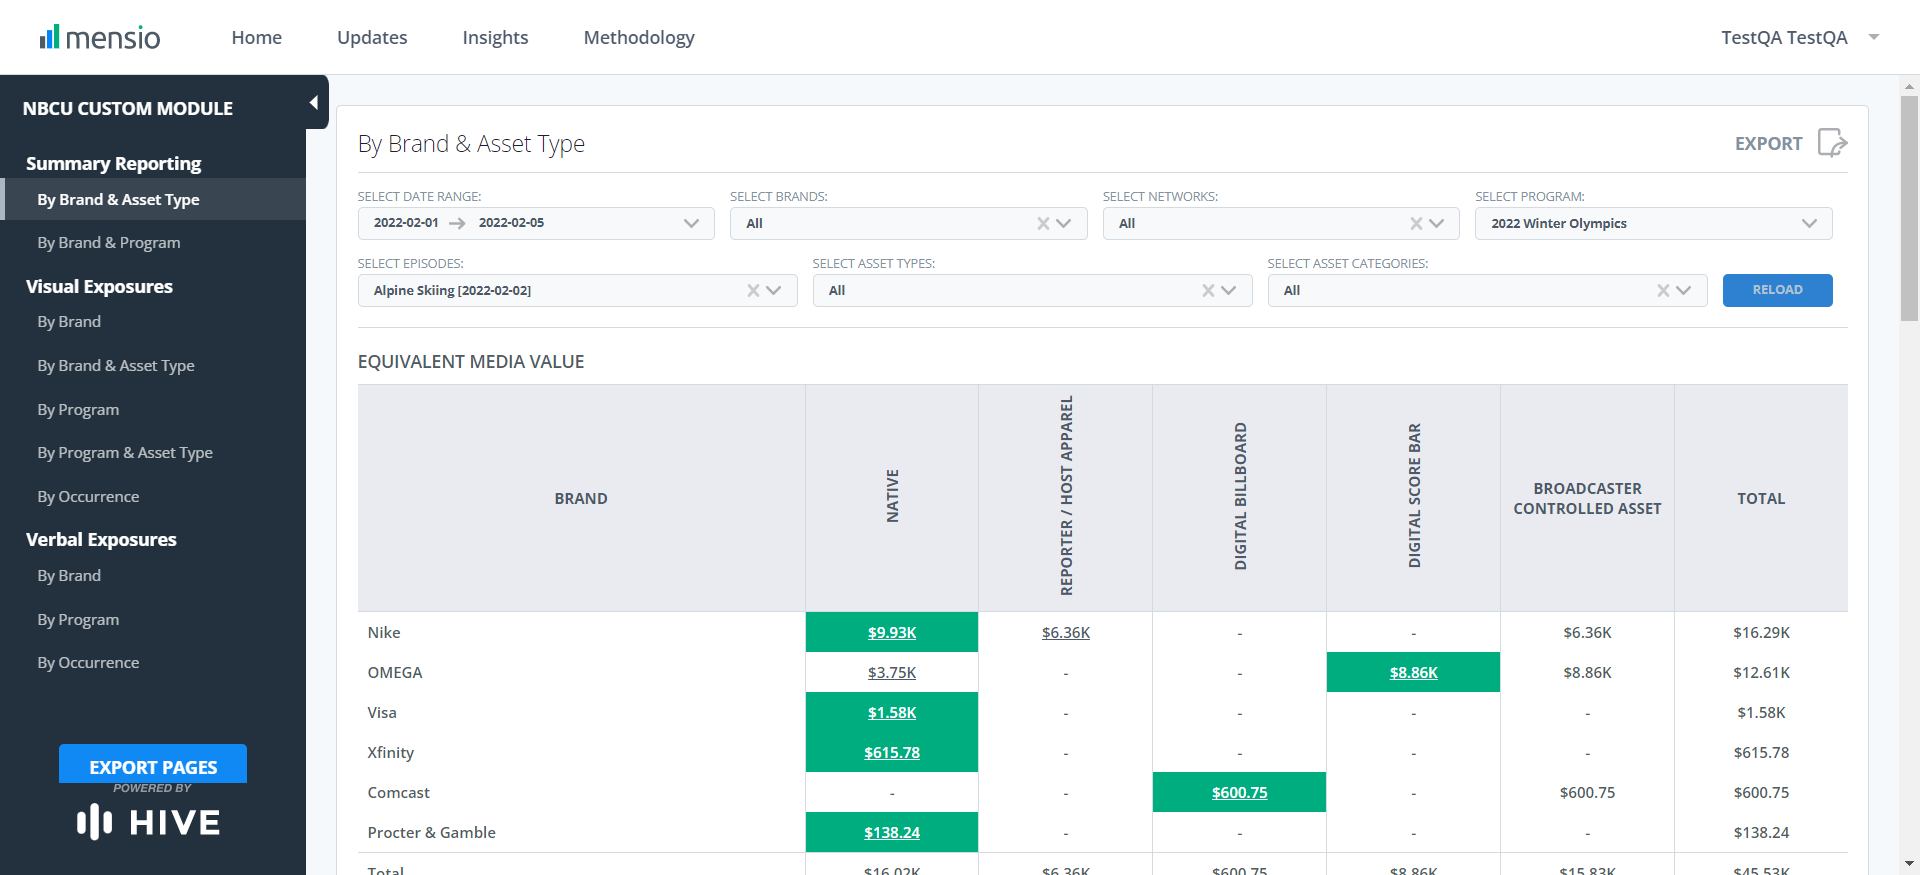 mensio
Home
Updates
Insights
Methodology
TestQA TestQA
NBCU CUSTOM MODULE
Summary Reporting
By Brand & Asset Type
By Brand & Program
Visual Exposures
By Brand
By Brand & Asset Type
By Program
By Program & Asset Type
By Occurrence
Verbal Exposures
By Brand
By Program
By Occurrence
EXPORT PAGES
POWERED BY
HIVE
By Brand & Asset Type
EXPORT
SELECT DATE RANGE:
2022-02-01 → 2022-02-05
SELECT BRANDS:
All
SELECT NETWORKS:
All
SELECT PROGRAM:
2022 Winter Olympics
SELECT EPISODES:
Alpine Skiing [2022-02-02]
SELECT ASSET TYPES:
All
SELECT ASSET CATEGORIES:
All
RELOAD
EQUIVALENT MEDIA VALUE
BRAND
NATIVE
REPORTER / HOST APPAREL
DIGITAL BILLBOARD
DIGITAL SCORE BAR
BROADCASTER
CONTROLLED ASSET
TOTAL
Nike $9.93K $6.36K - - $6.36K $16.29K
OMEGA $3.75K - - $8.86K $8.86K $12.61K
Visa $1.58K - - - - $1.58K
Xfinity $615.78 - - - - $615.78
Comcast - - $600.75 - $600.75 $600.75
Procter & Gamble $138.24 - - - - $138.24
Total $16.02K $6.36K $600.75 $8.86K $15.83K $45.53K